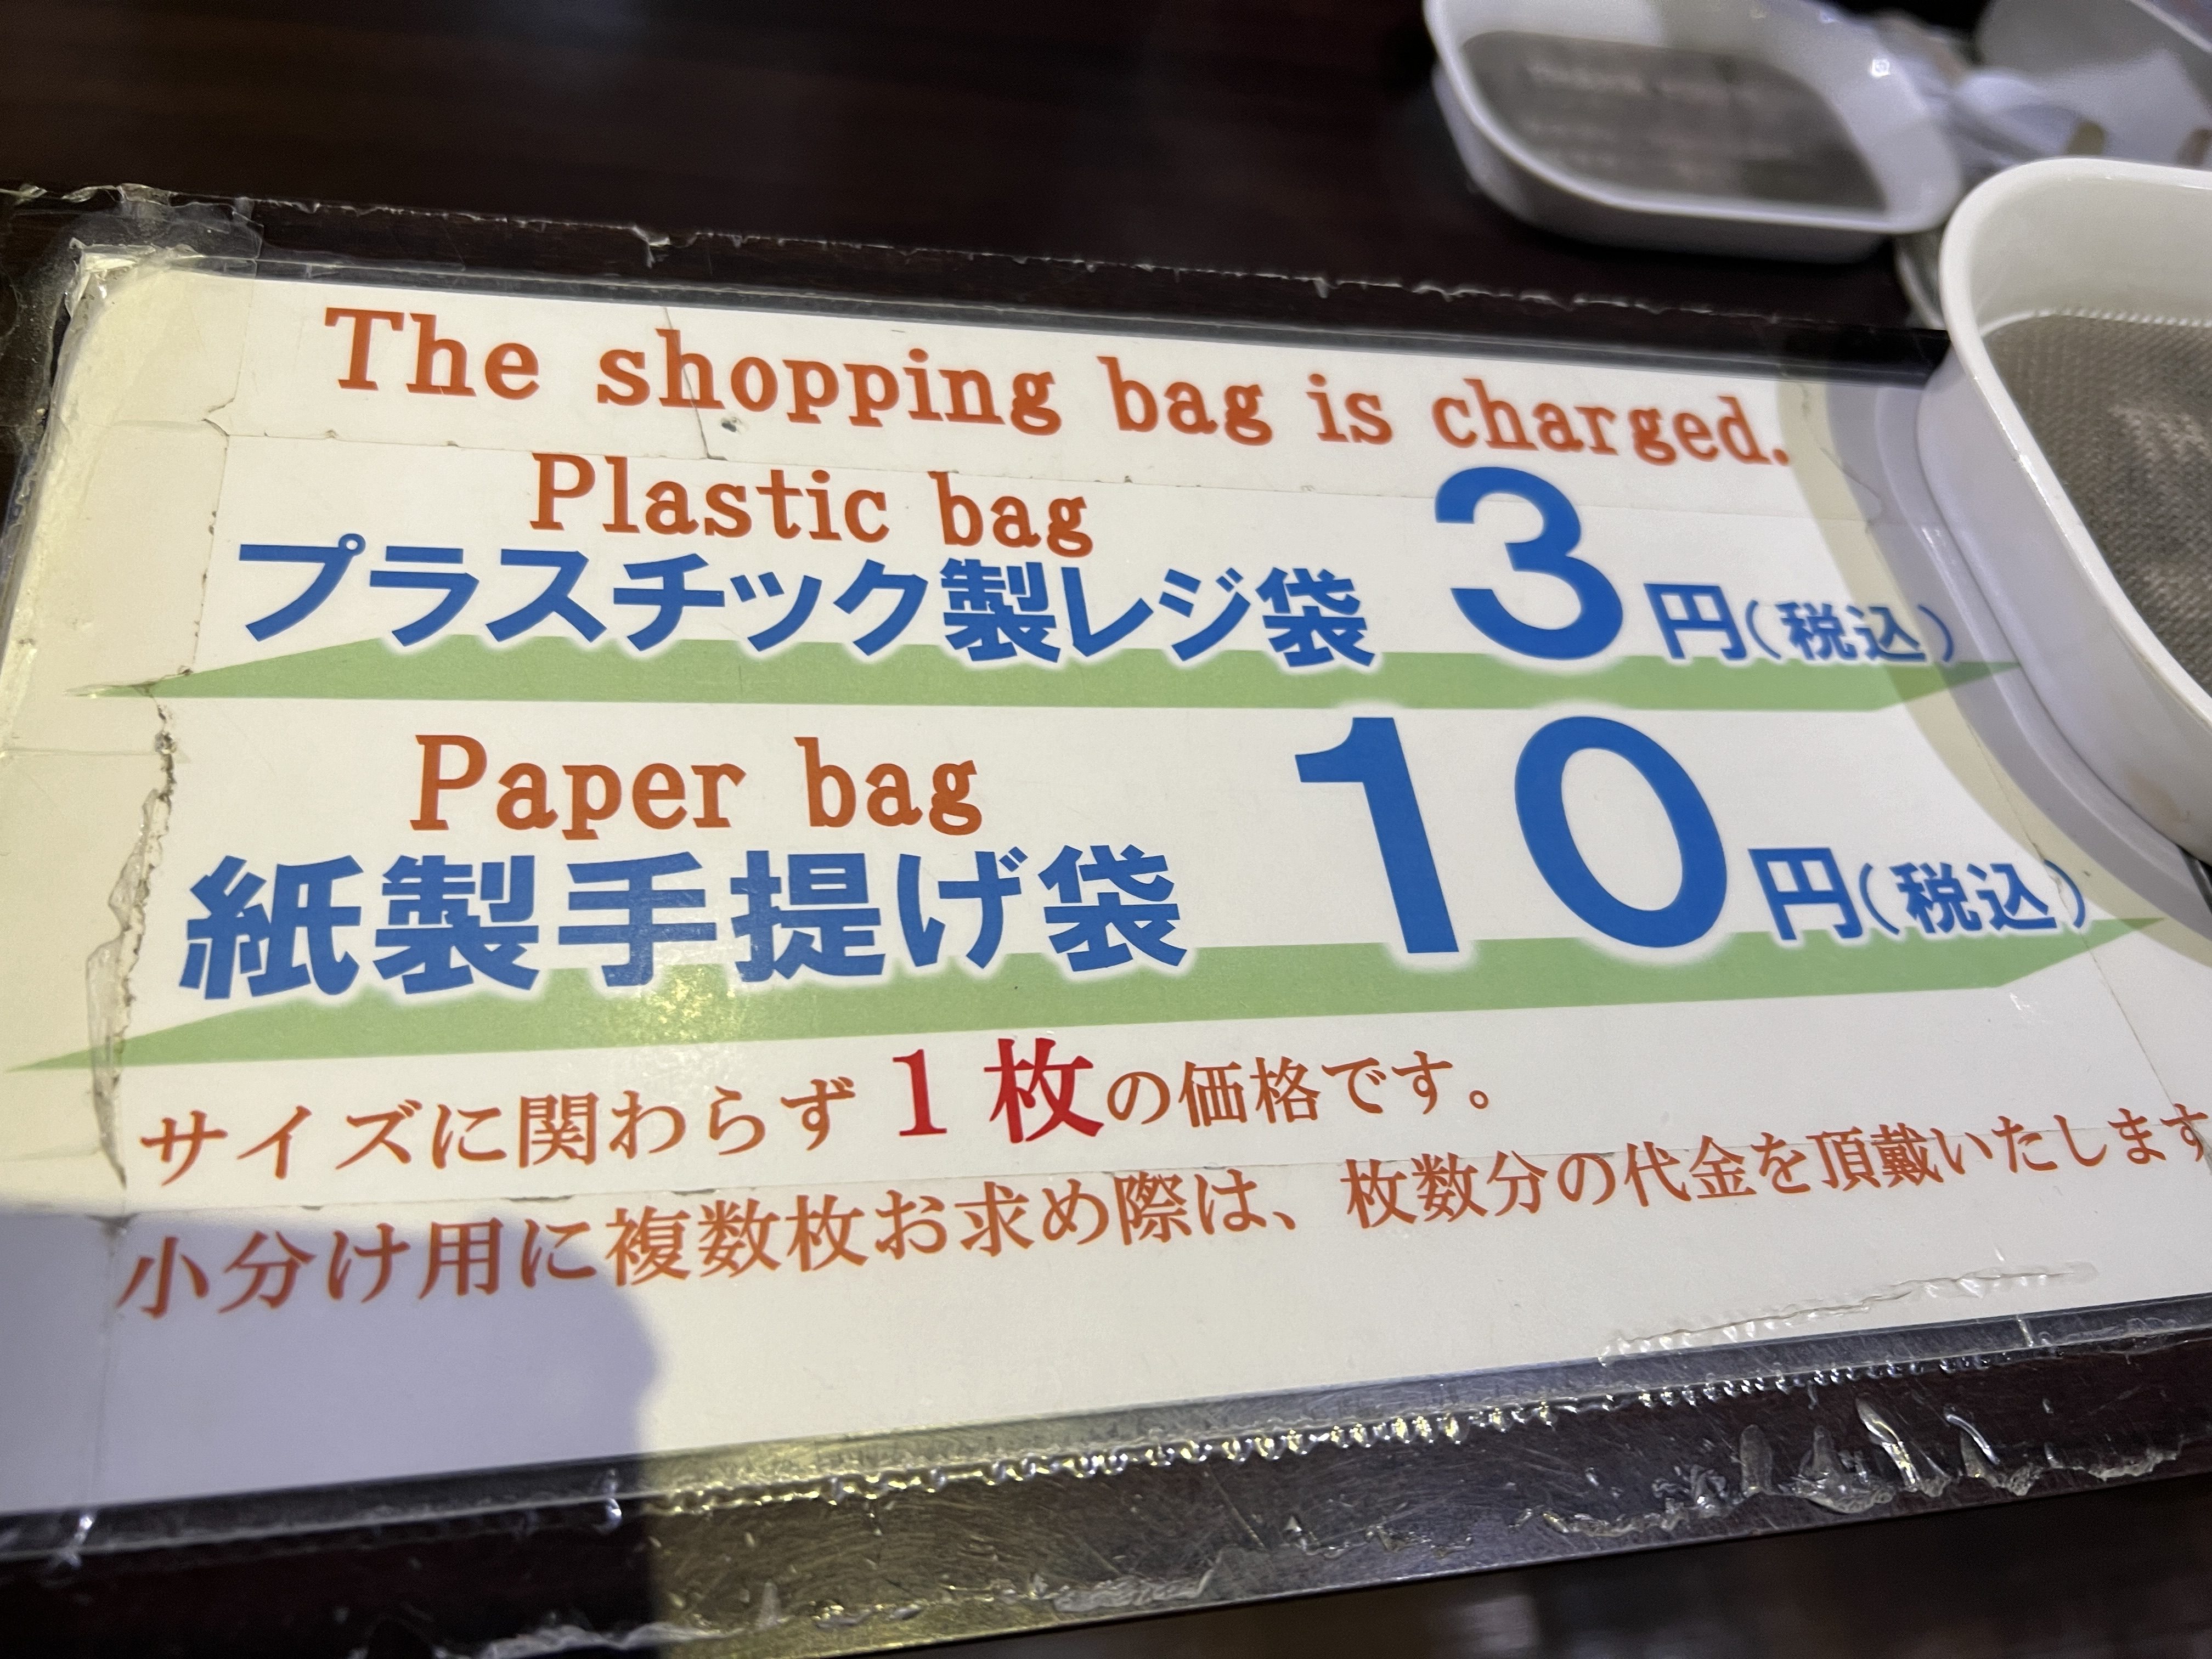 The shopping bag is charged.
Plastic bag
プラスチック製レジ袋 3円(税込)
Paper bag
紙製手提げ袋 10円(税込)
サイズに関わらず1枚の価格です。
小分け用に複数枚お求め際は、枚数分の代金を頂戴いたします